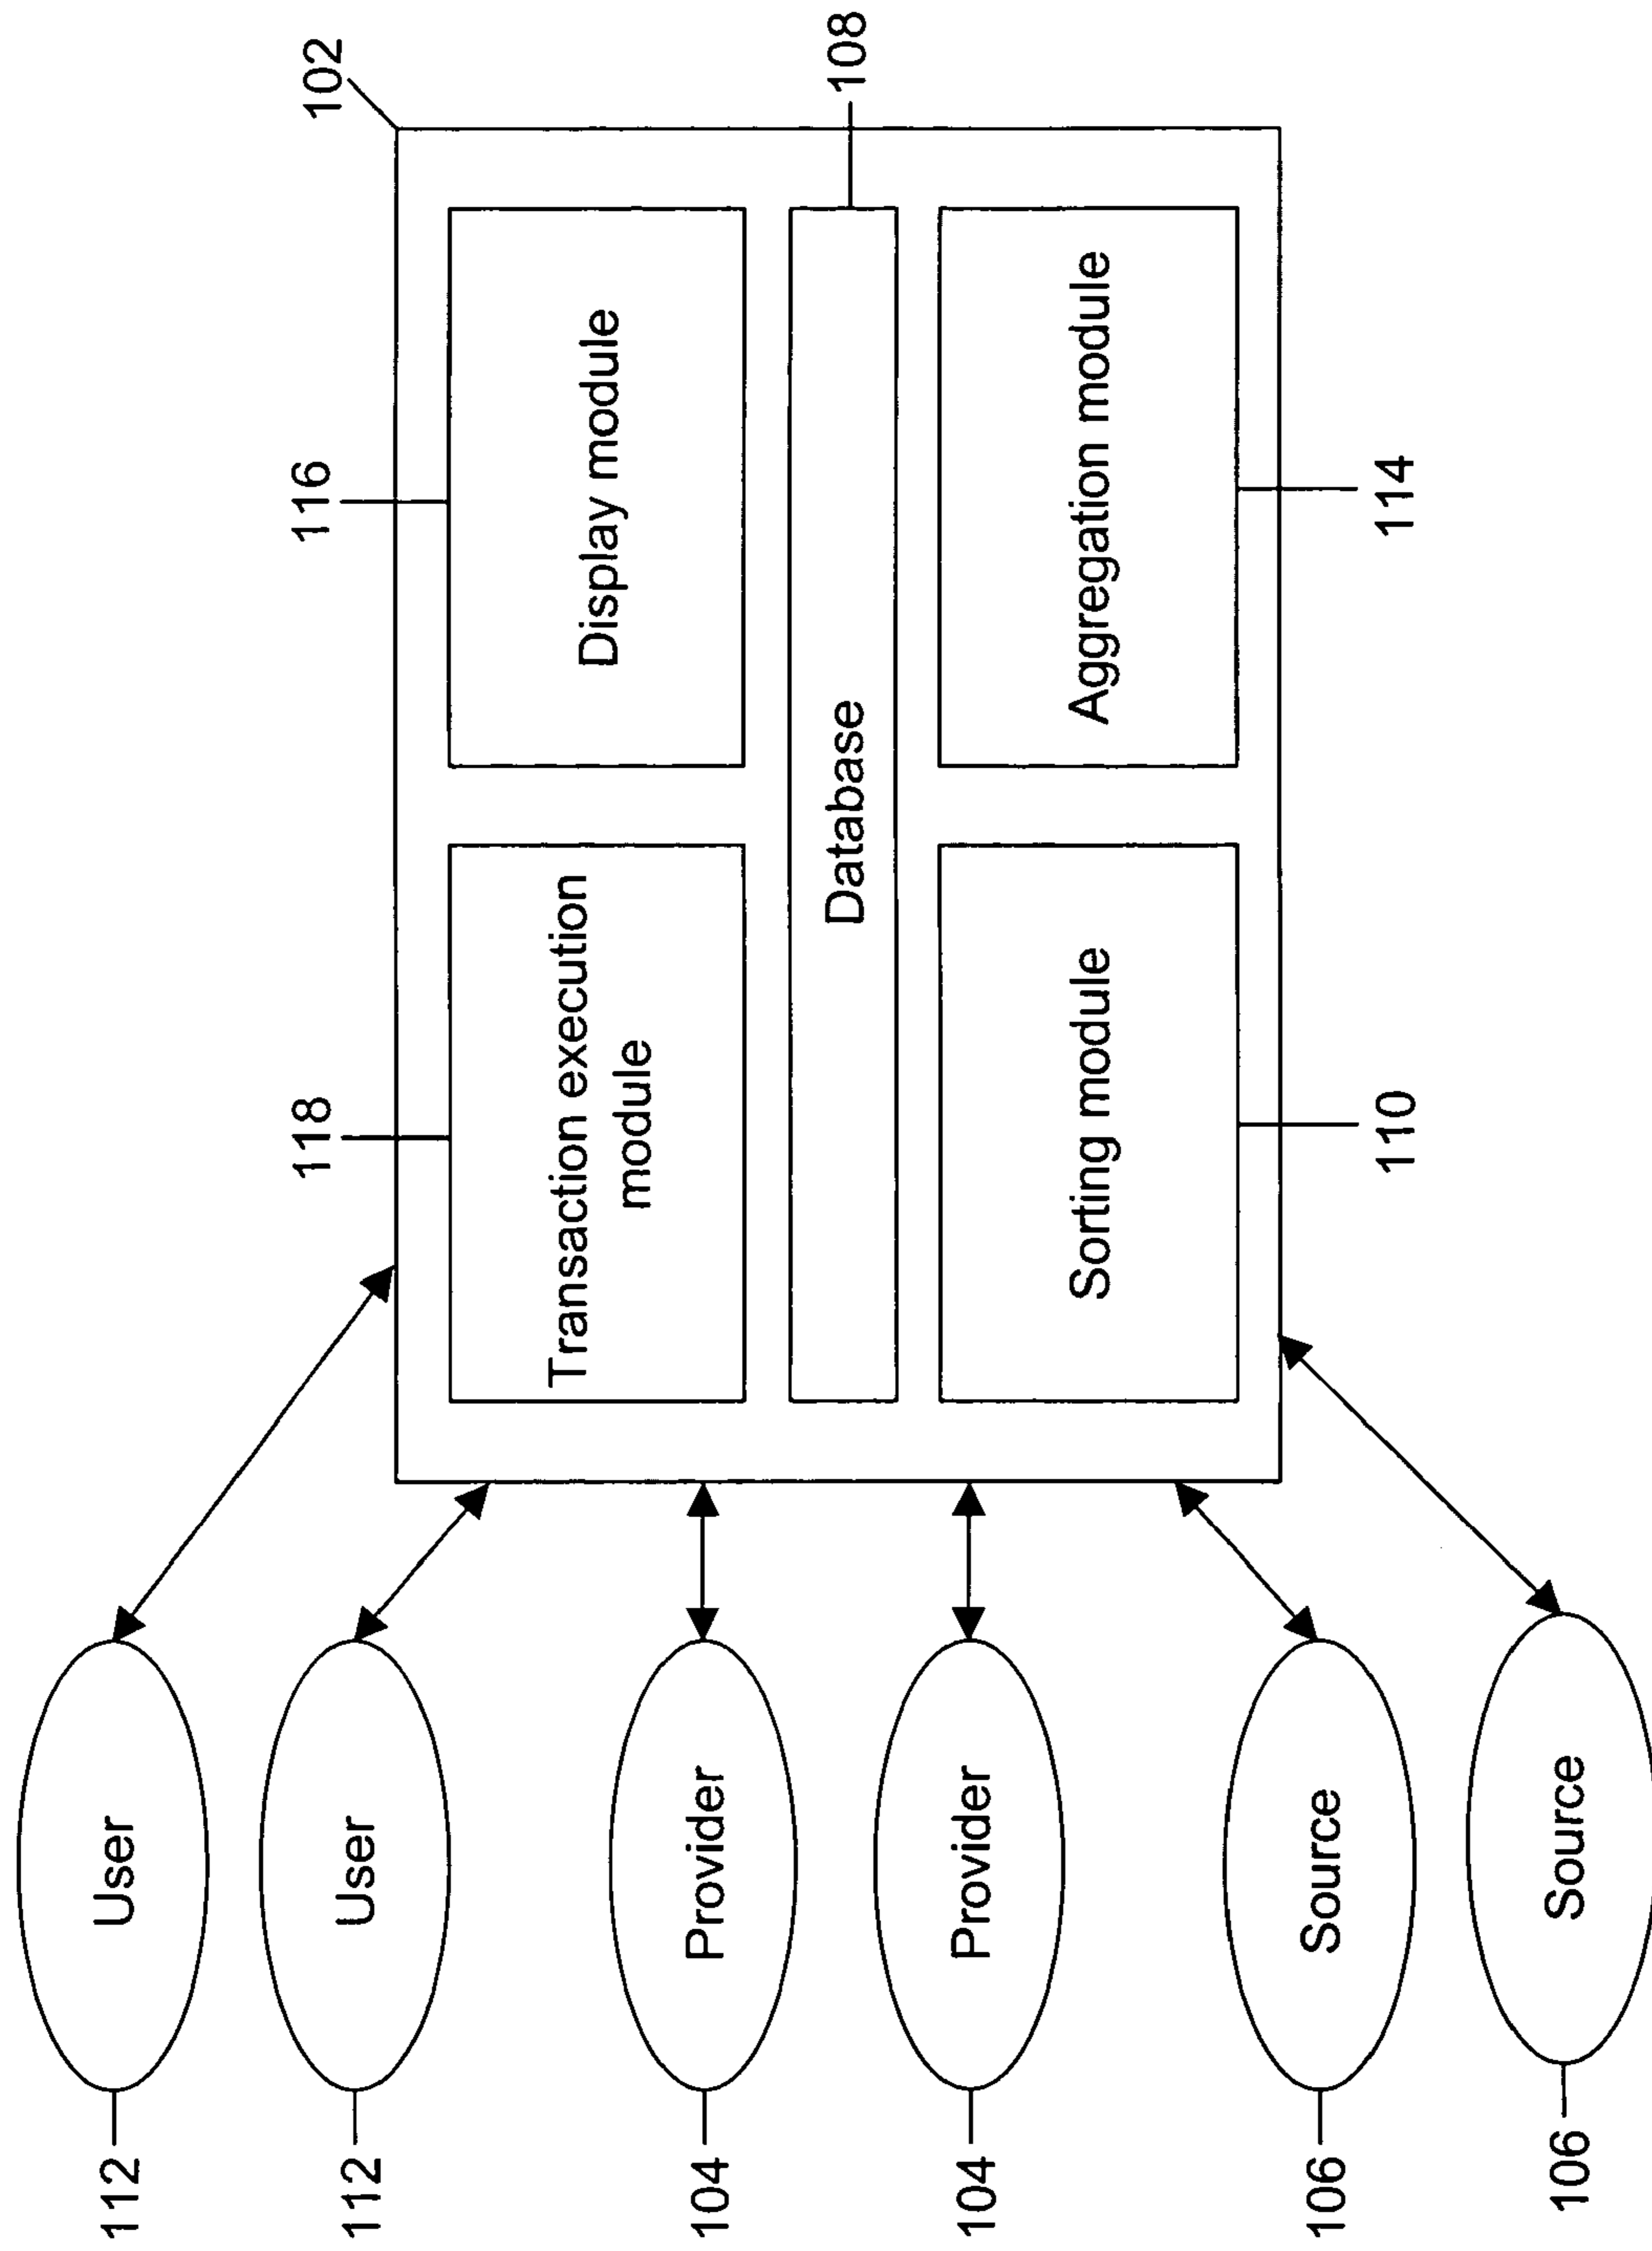 112
User
118
116
102
112
User
Transaction execution
module
Display module
104
Provider
Database
108
104
Provider
Sorting module
Aggregation module
106
Source
110
114
106
Source